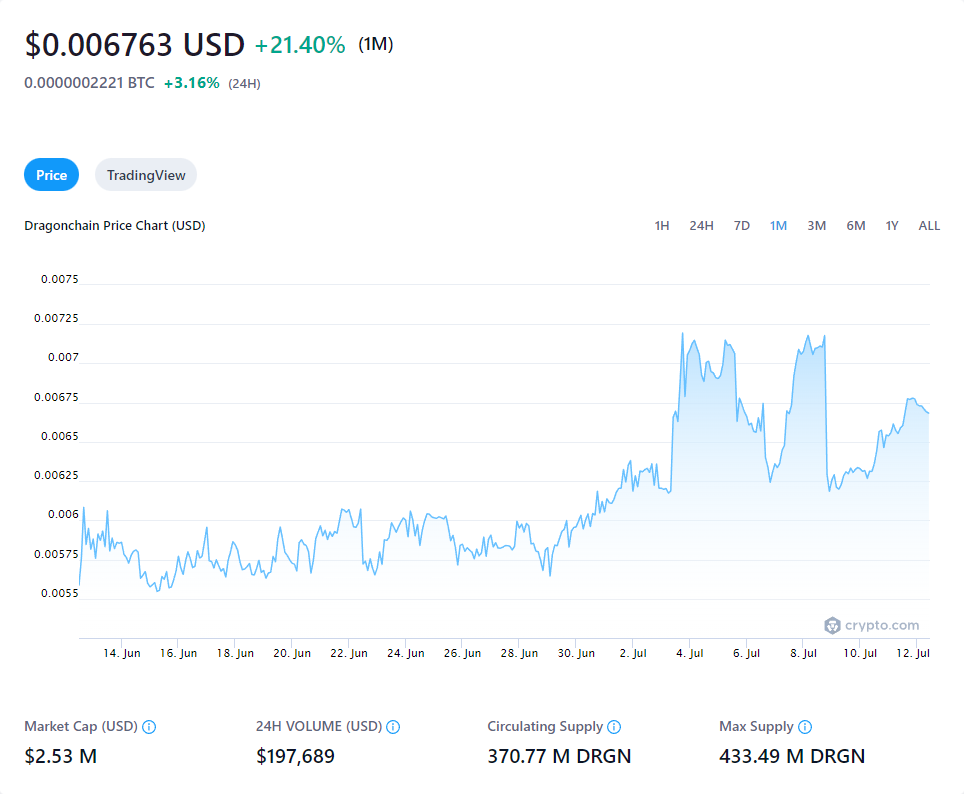 $0.006763 USD +21.40% (1M)
0.0000002221 BTC +3.16% (24H)
Price TradingView
Dragonchain Price Chart (USD) 1H 24H 7D 1M 3M 6M 1Y ALL
0.0075
0.00725
0.007
0.00675
0.0065
0.00625
0.006
0.00575
0.0055
crypto.com
14. Jun 16. Jun 18. Jun 20. Jun 22. Jun 24. Jun 26. Jun 28. Jun 30. Jun 2. Jul 4. Jul 6. Jul 8. Jul 10. Jul 12. Jul
Market Cap (USD) 24H VOLUME (USD) Circulating Supply Max Supply
$2.53 M $197,689 370.77 M DRGN 433.49 M DRGN